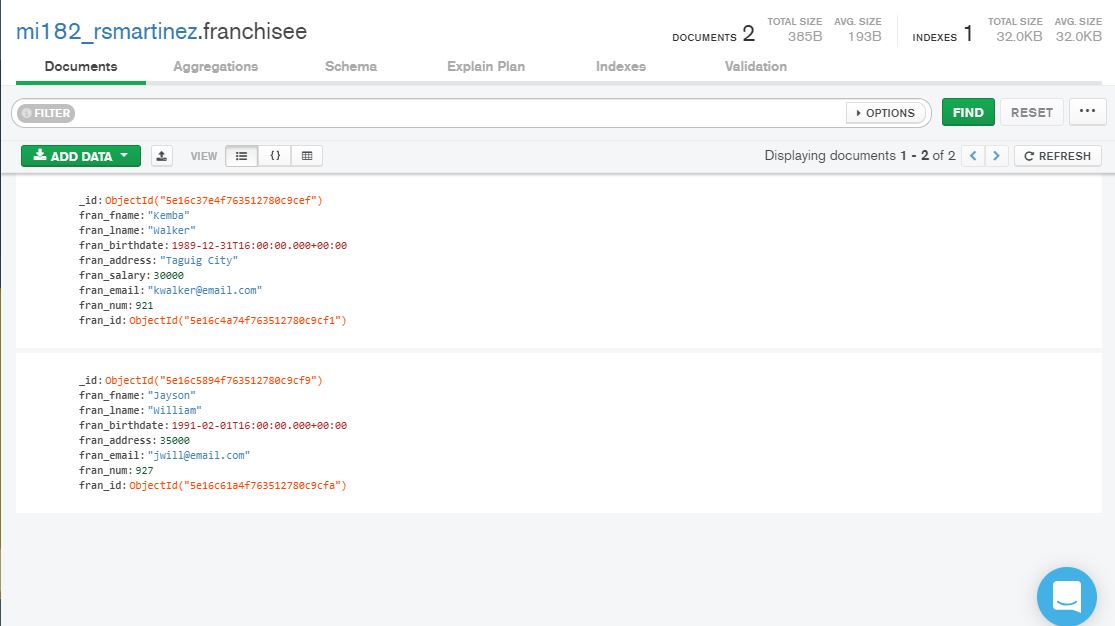 mi182_rsmartinez.franchisee
DOCUMENTS 2 TOTAL SIZE 385B AVG. SIZE 193B INDEXES 1 TOTAL SIZE 32.0KB AVG. SIZE 32.0KB
Documents Aggregations Schema Explain Plan Indexes Validation
FILTER OPTIONS FIND RESET ...
ADD DATA VIEW {} Displaying documents 1 - 2 of 2 < > REFRESH
_id: ObjectId("5e16c37e4f763512780c9cef")
fran_fname: "Kemba"
fran_lname: "Walker"
fran_birthdate: 1989-12-31T16:00:00.000+00:00
fran_address: "Taguig City"
fran_salary: 30000
fran_email: "kwalker@email.com"
fran_num: 921
fran_id: ObjectId("5e16c4a74f763512780c9cf1")
_id: ObjectId("5e16c5894f763512780c9cf9")
fran_fname: "Jayson"
fran_lname: "William"
fran_birthdate: 1991-02-01T16:00:00.000+00:00
fran_address: 35000
fran_email: "jwill@email.com"
fran_num: 927
fran_id: ObjectId("5e16c61a4f763512780c9cfa")